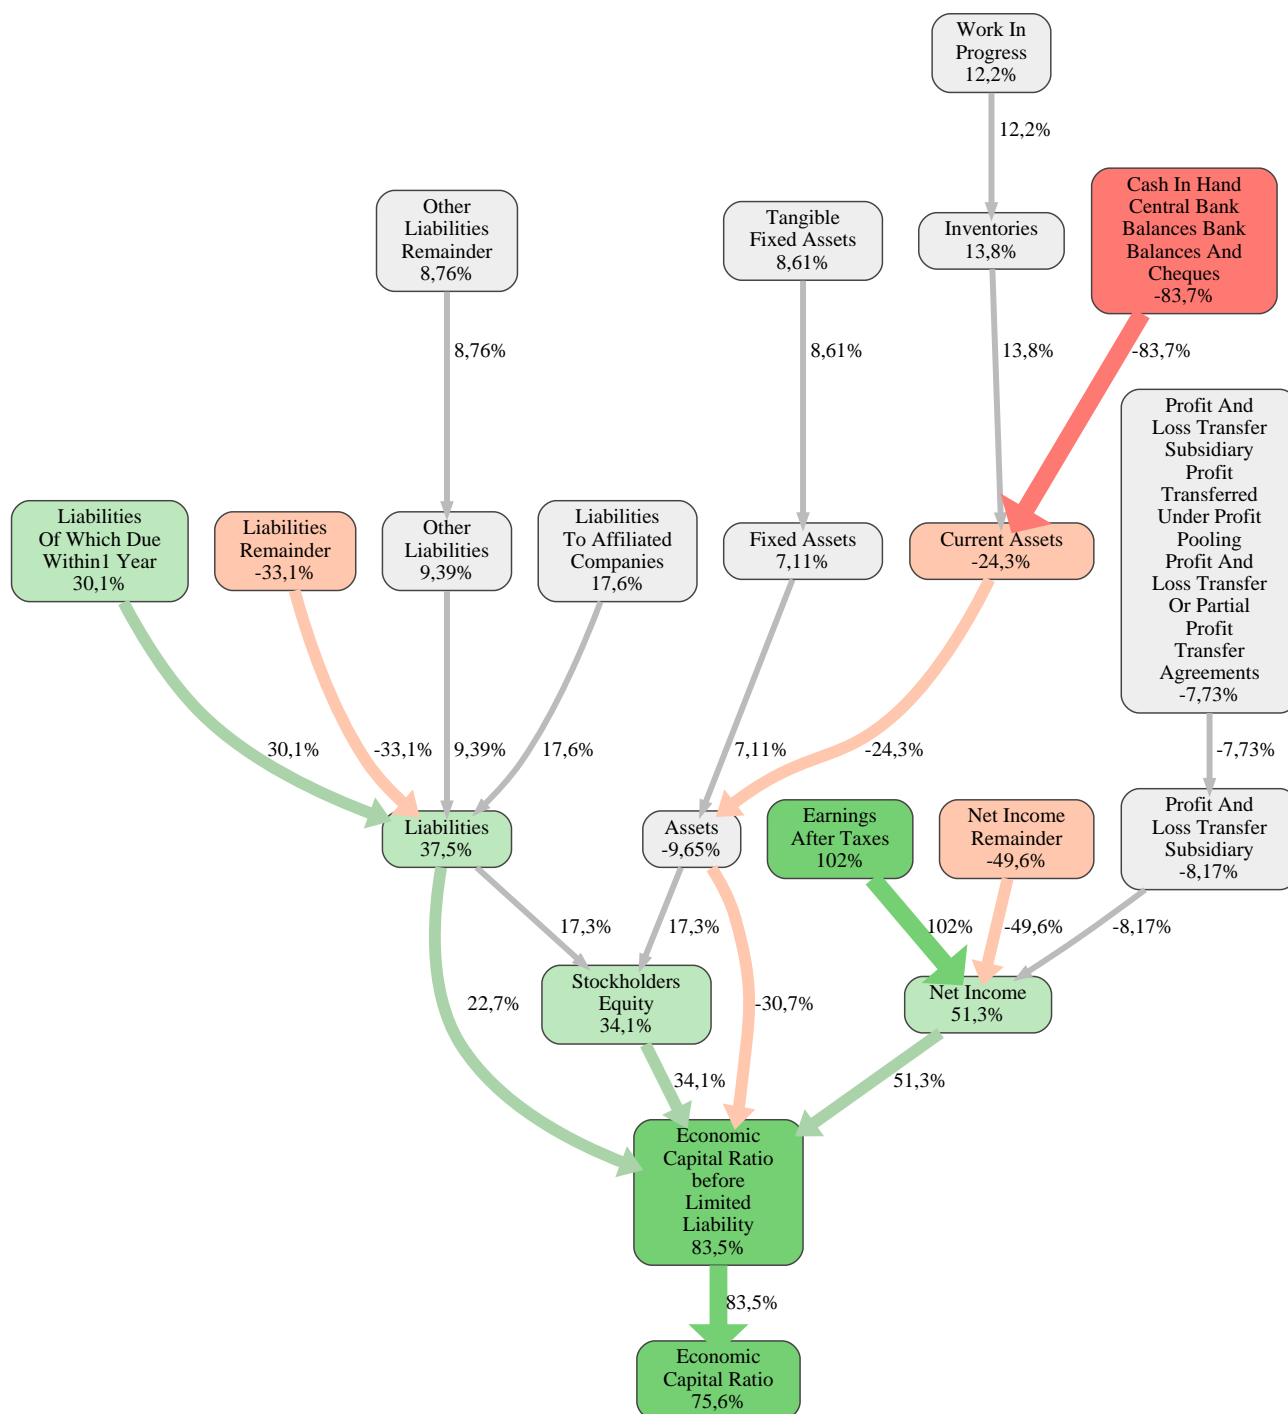 Work In
Progress
12,2%
12,2%
Other
Liabilities
Remainder
8,76%
Tangible
Fixed Assets
8,61%
Inventories
13,8%
Cash In Hand
Central Bank
Balances Bank
Balances And
Cheques
-83,7%
8,76%
8,61%
13,8%
-83,7%
Profit And
Loss Transfer
Subsidiary
Profit
Transferred
Under Profit
Pooling
Profit And
Loss Transfer
Or Partial
Profit
Transfer
Agreements
-7,73%
Liabilities
Of Which Due
Within1 Year
30,1%
Liabilities
Remainder
-33,1%
Other
Liabilities
9,39%
Liabilities
To Affiliated
Companies
17,6%
Fixed Assets
7,11%
Current Assets
-24,3%
30,1%
-33,1%
9,39%
17,6%
7,11%
-24,3%
-7,73%
Liabilities
37,5%
Assets
-9,65%
Earnings
After Taxes
102%
Net Income
Remainder
-49,6%
Profit And
Loss Transfer
Subsidiary
-8,17%
17,3%
17,3%
102%
-49,6%
-8,17%
Stockholders
Equity
34,1%
Net Income
51,3%
22,7%
-30,7%
34,1%
51,3%
Economic
Capital Ratio
before
Limited
Liability
83,5%
83,5%
Economic
Capital Ratio
75,6%